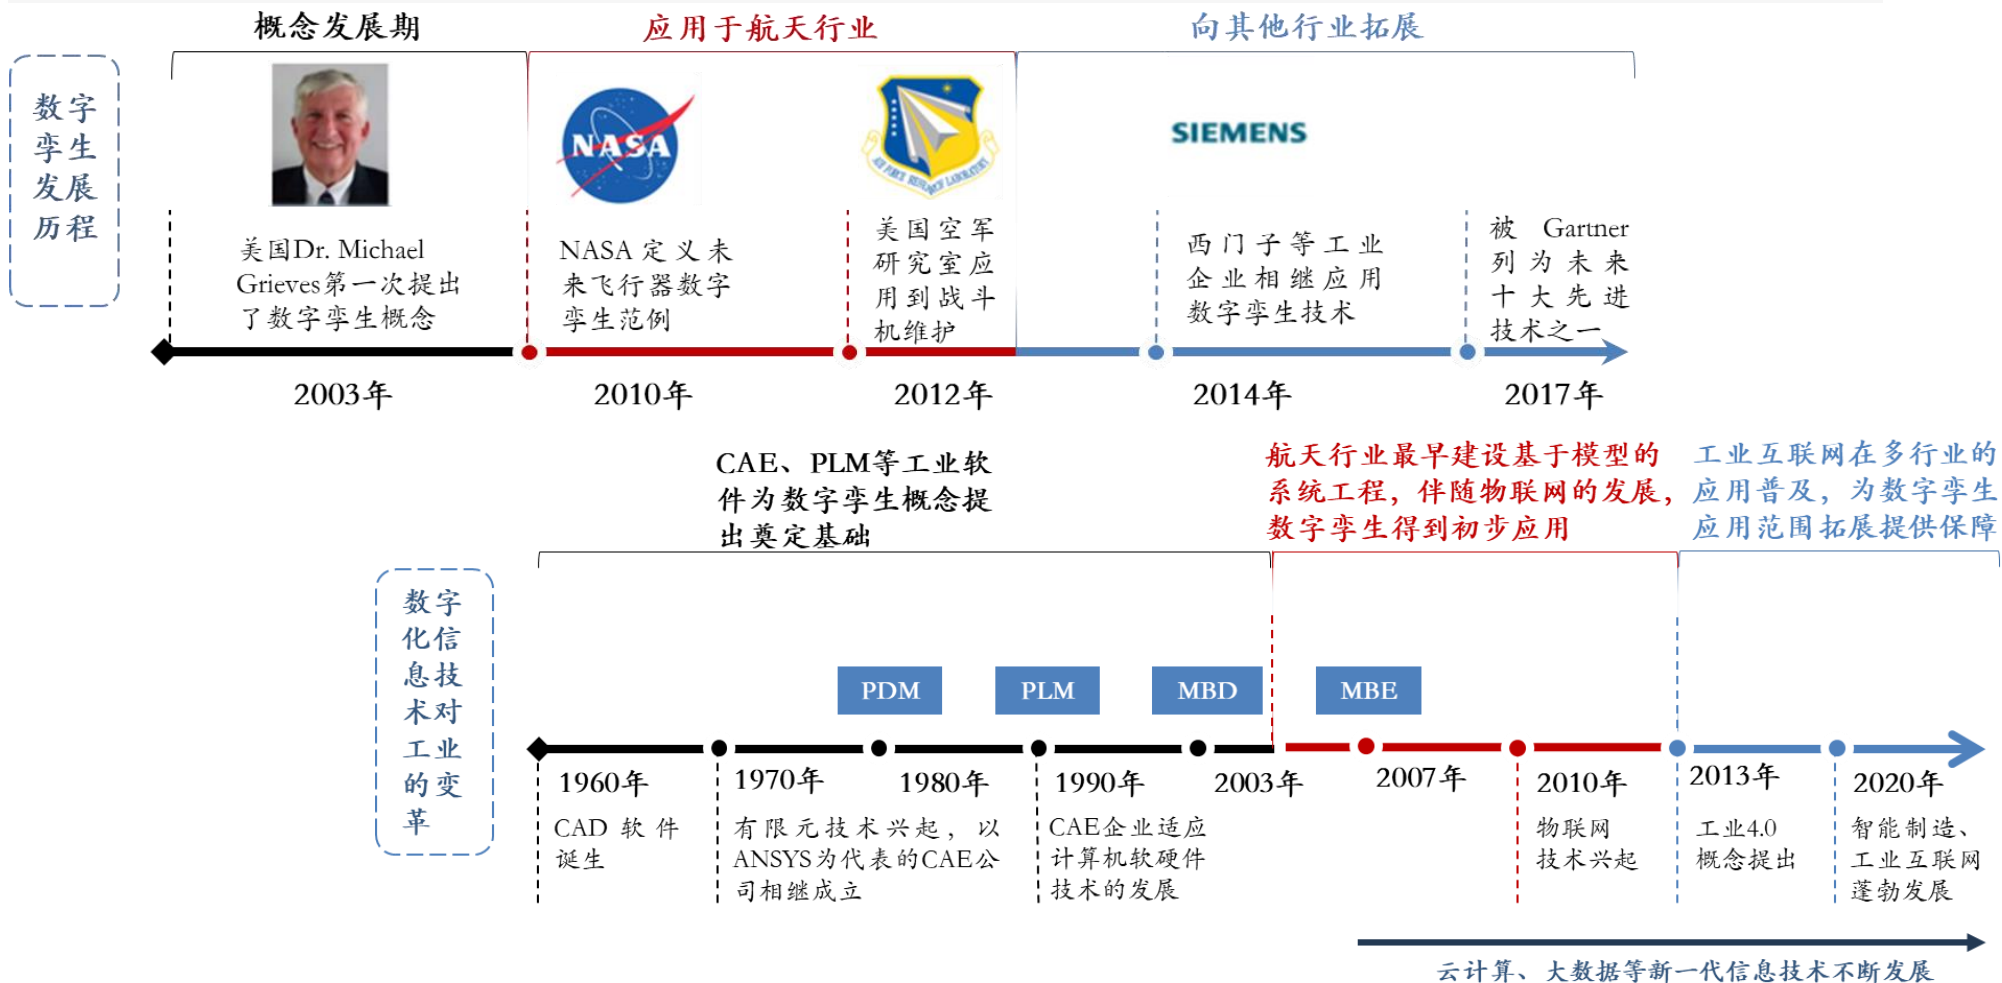 概念发展期
应用于航天行业
向其他行业拓展
数字
孪生
发展
历程
NASA
AIR FORCE RESEARCH LABORATORY
SIEMENS
美国Dr. Michael
Grieves第一次提出
了数字孪生概念
NASA 定义未
来飞行器数字
孪生范例
美国空军
研究室应
用到战斗
机维护
西门子等工业
企业相继应用
数字孪生技术
被 Gartner
列为未来
十大先进
技术之一
2003年
2010年
2012年
2014年
2017年
CAE、PLM等工业软
件为数字孪生概念提
出奠定基础
航天行业最早建设基于模型的
系统工程，伴随物联网的发展，
数字孪生得到初步应用
工业互联网在多行业的
应用普及，为数字孪生
应用范围拓展提供保障
数字
化信
息技
术对
工业
的变
革
PDM
PLM
MBD
MBE
1960年
1970年
1980年
1990年
2003年
2007年
2010年
2013年
2020年
CAD 软件
诞生
有限元技术兴起，以
ANSYS为代表的CAE公
司相继成立
CAE企业适应
计算机软硬件
技术的发展
物联网
技术兴起
工业4.0
概念提出
智能制造、
工业互联网
蓬勃发展
云计算、大数据等新一代信息技术不断发展